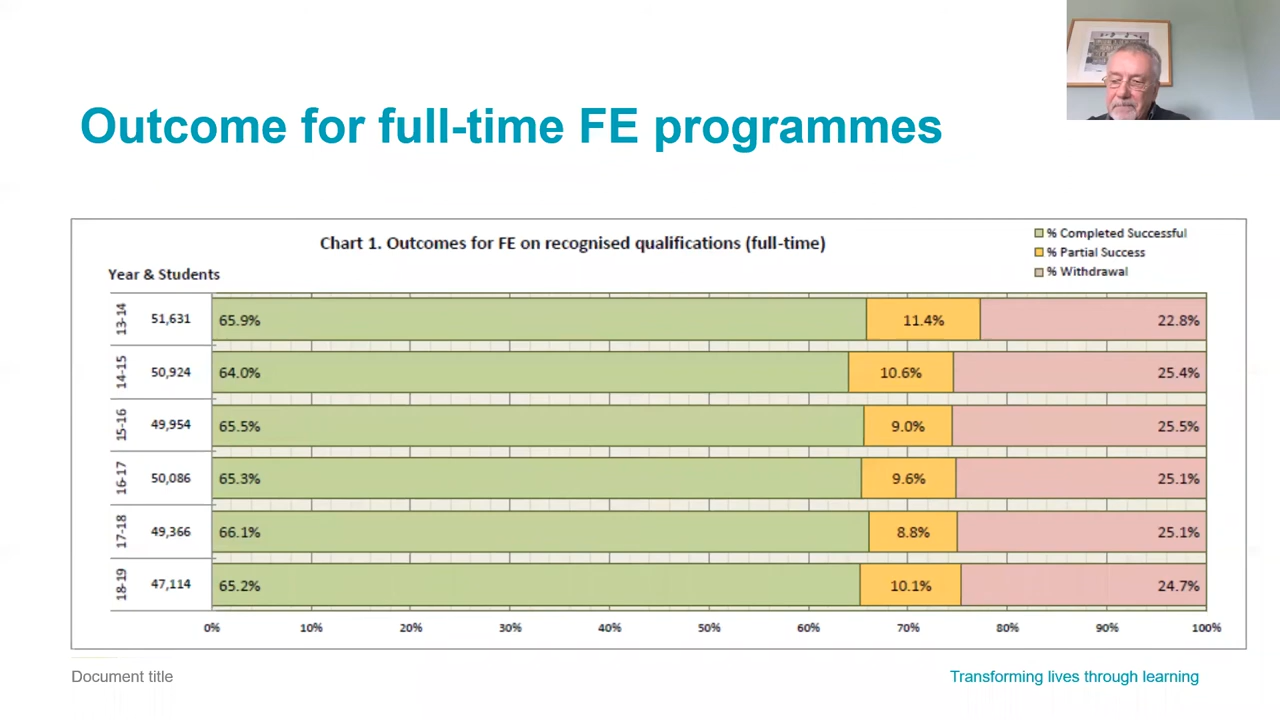 Outcome for full-time FE programmes
Chart 1. Outcomes for FE on recognised qualifications (full-time)
% Completed Successful
% Partial Success
% Withdrawal
Year & Students
13-14 51,631 65.9% 11.4% 22.8%
14-15 50,924 64.0% 10.6% 25.4%
15-16 49,954 65.5% 9.0% 25.5%
16-17 50,086 65.3% 9.6% 25.1%
17-18 49,366 66.1% 8.8% 25.1%
18-19 47,114 65.2% 10.1% 24.7%
0% 10% 20% 30% 40% 50% 60% 70% 80% 90% 100%
Document title
Transforming lives through learning